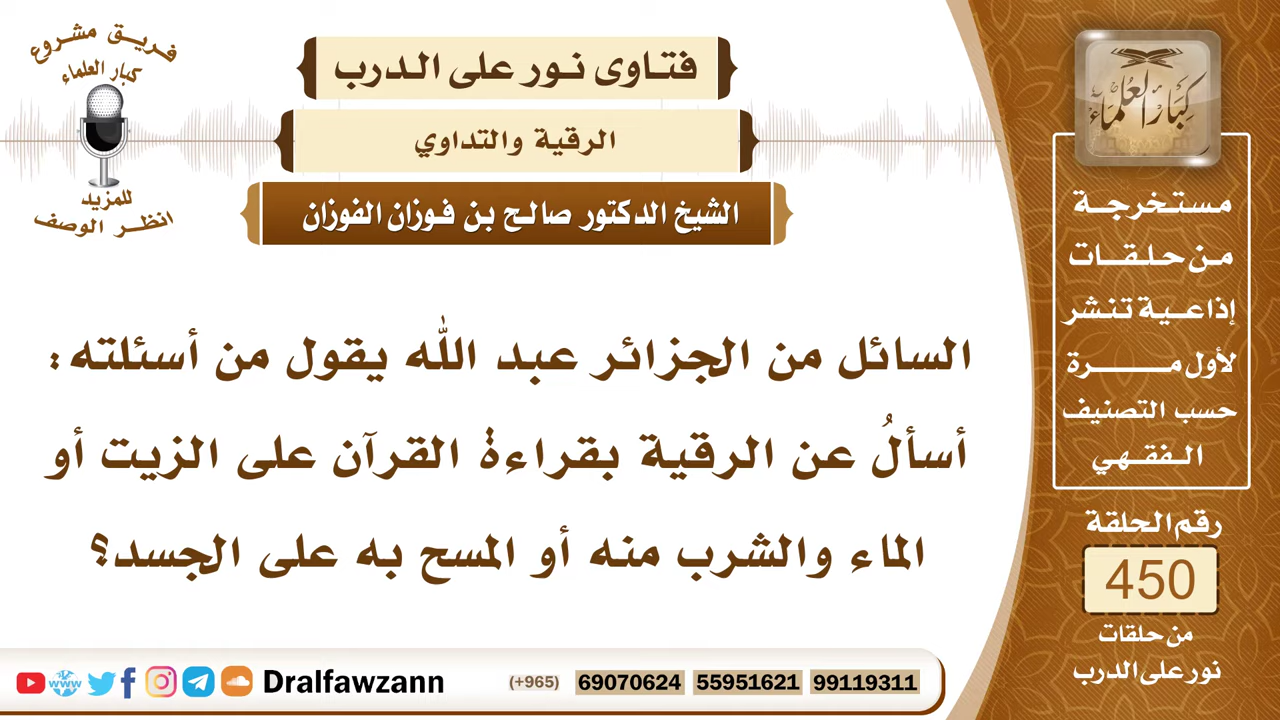 فريق مشروع
كبار العلماء
للمزيد
انظر الوصف
فتاوى نور على الدرب
الرقية والتداوي
الشيخ الدكتور صالح بن فوزان الفوزان
السائل من الجزائر عبد الله يقول من أسئلته:
أسألُ عن الرقية بقراءة القرآن على الزيت أو
الماء والشرب منه أو المسح به على الجسد؟
كبار العلماء
مستخرجة
من حلقات
إذاعية تنشر
لأول مرة
حسب التصنيف
الفقهي
رقم الحلقة
450
من حلقات
نور على الدرب
www Dralfawzann (+965) 69070624 55951621 99119311